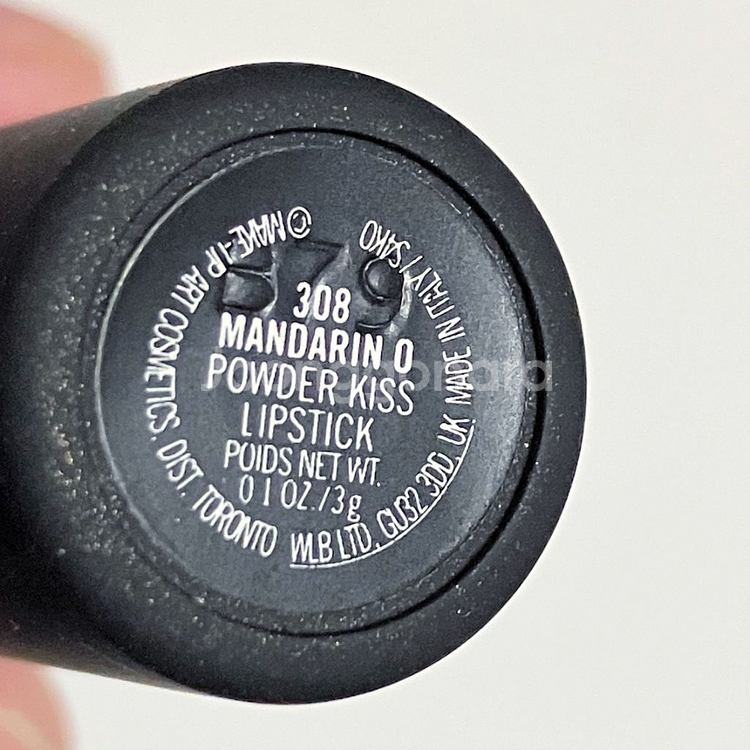 308
MANDARIN O
POWDER KISS
LIPSTICK
POIDS NET WT.
0 1 OZ./3g
© MAKE-UP ART COSMETICS. DIST. TORONTO WLB LTD, GU32 3DD, UK MADE IN ITALY / S4K0